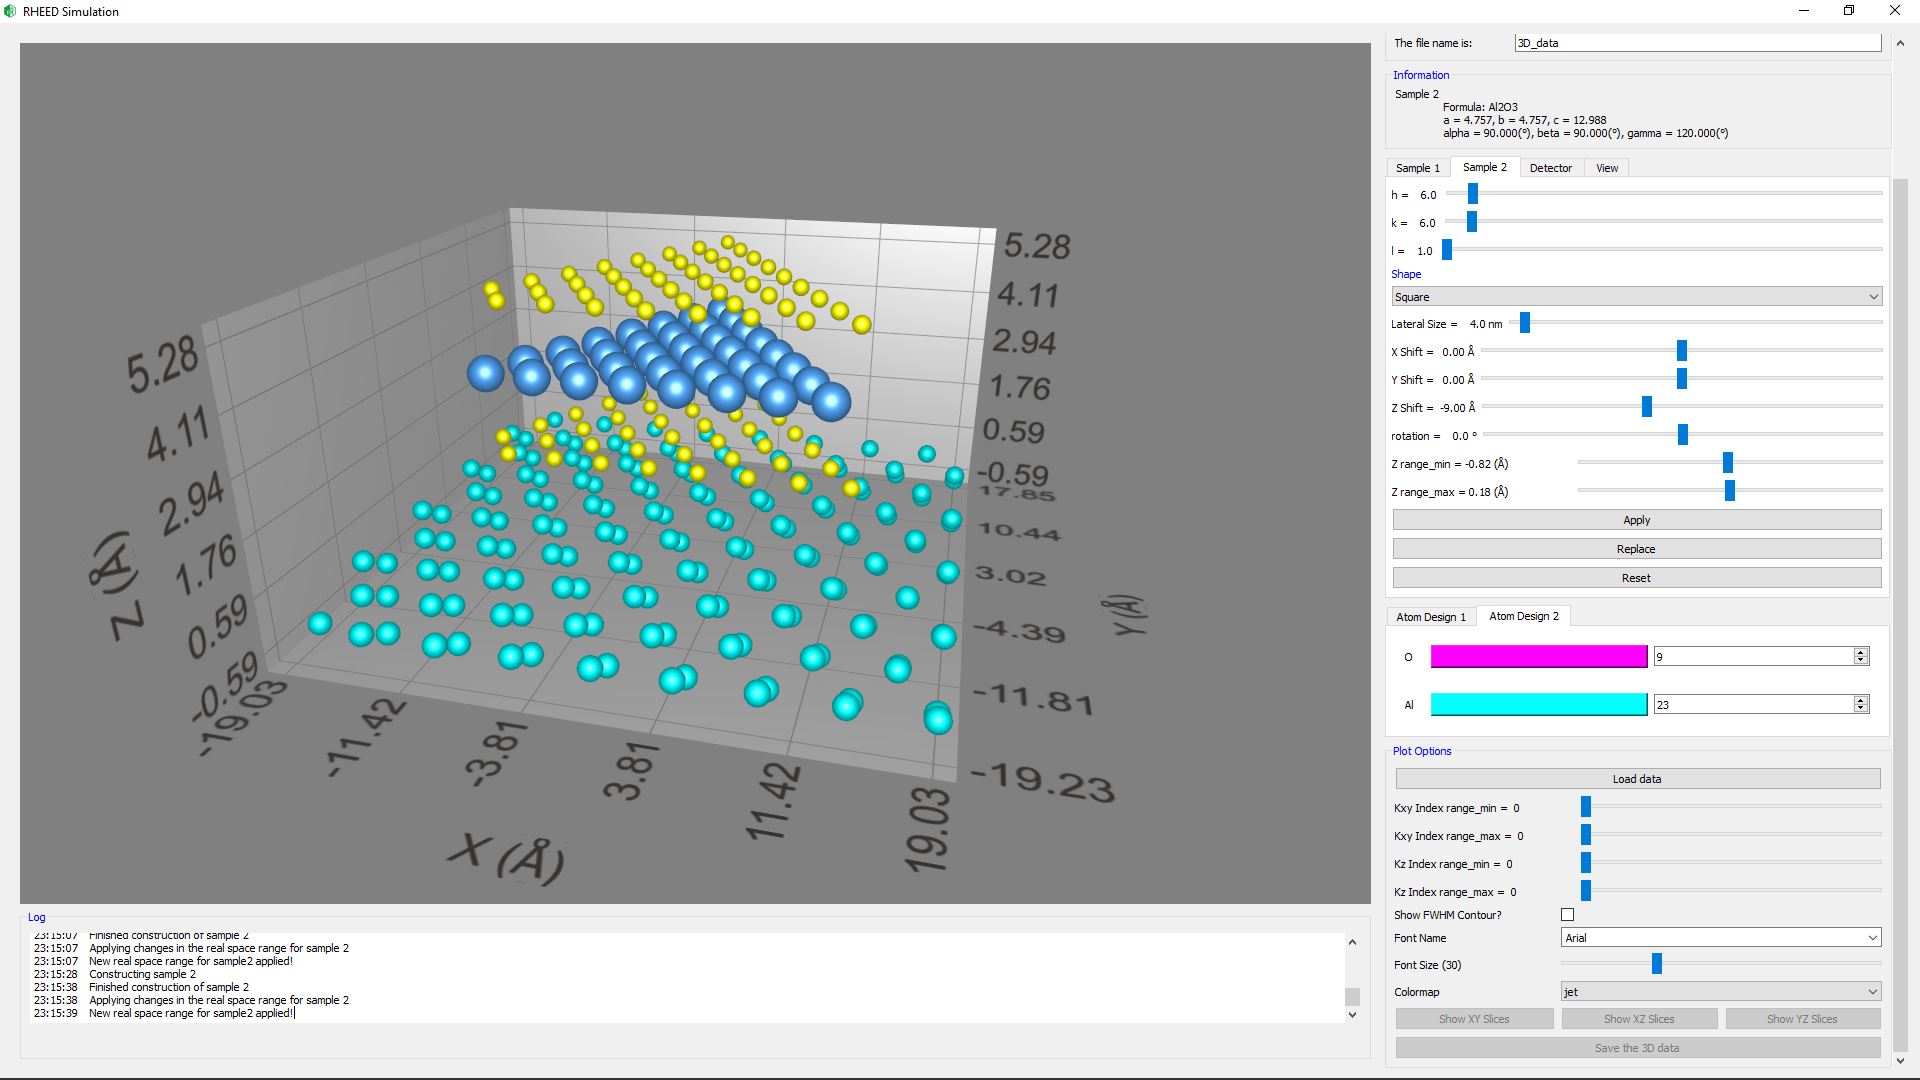 RHEED Simulation
5.28
4.11
2.94
1.76
0.59
-0.59
Z (Å)
5.28
4.11
2.94
1.76
0.59
-0.59
17.85
10.44
3.02
-4.39
-11.81
-19.23
Y (Å)
-19.03
-11.42
-3.81
3.81
11.42
19.03
X (Å)
The file name is: 3D_data
Information
Sample 2
Formula: Al2O3
a = 4.757, b = 4.757, c = 12.988
alpha = 90.000(°), beta = 90.000(°), gamma = 120.000(°)
Sample 1 Sample 2 Detector View
h = 6.0
k = 6.0
l = 1.0
Shape
Square
Lateral Size = 4.0 nm
X Shift = 0.00 Å
Y Shift = 0.00 Å
Z Shift = -9.00 Å
rotation = 0.0 °
Z range_min = -0.82 (Å)
Z range_max = 0.18 (Å)
Apply
Replace
Reset
Atom Design 1 Atom Design 2
O 9
Al 23
Plot Options
Load data
Kxy Index range_min = 0
Kxy Index range_max = 0
Kz Index range_min = 0
Kz Index range_max = 0
Show FWHM Contour?
Font Name Arial
Font Size (30)
Colormap jet
Show XY Slices Show XZ Slices Show YZ Slices
Save the 3D data
Log
23:15:07 Finished construction of sample 2
23:15:07 Applying changes in the real space range for sample 2
23:15:07 New real space range for sample2 applied!
23:15:28 Constructing sample 2
23:15:38 Finished construction of sample 2
23:15:38 Applying changes in the real space range for sample 2
23:15:39 New real space range for sample2 applied!